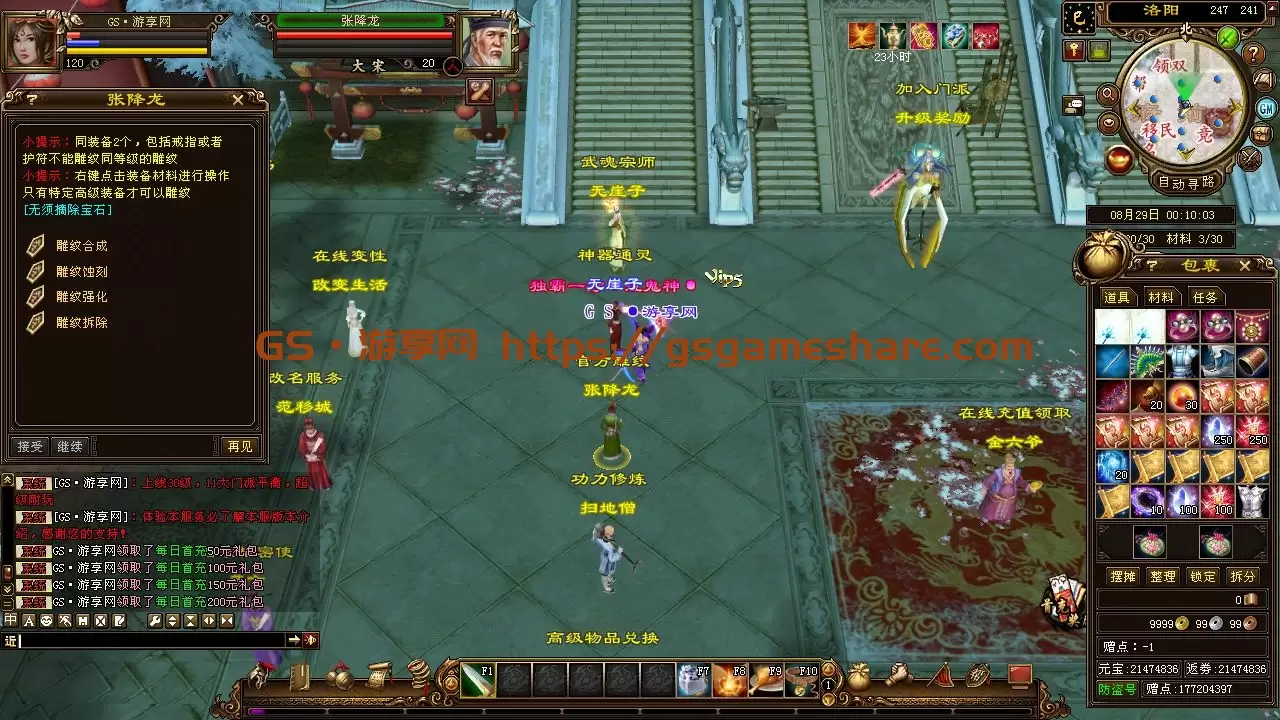 GS·游享网
120
张降龙
大宋
20
23小时
洛阳
247 241
北
领双
移民
竞
自动寻路
GM
08月29日 00:10:03
材料 3/30
张降龙
小提示：同装备2个，包括戒指或者
护符不能雕纹同等级的雕纹
小提示：右键点击装备材料进行操作
只有特定高级装备才可以雕纹
[无须摘除宝石]
雕纹合成
雕纹蚀刻
雕纹强化
雕纹拆除
接受
继续
再见
加入门派
升级奖励
武魂宗师
天崖子
神器通灵
在线变性
改变生活
Vip5
GS·游享网
GS·游享网 https://gsgameshare.com
官方雕纹
张降龙
改名服务
范移城
在线充值领取
金六爷
功力修炼
扫地僧
高级物品兑换
包裹
道具
材料
任务
20
30
250
250
20
10
100
100
摆摊
整理
锁定
拆分
0
9999 99 99
赠点：-1
元宝:21474836
返券:21474836
防盗号
赠点:177204397
[GS·游享网]：上线30级，11大门派平衡，超
级耐玩
[GS·游享网]：体验本服务必了解本服版本介
绍，感谢您的支持！
GS·游享网领取了每日首充50元礼包
GS·游享网领取了每日首充100元礼包
GS·游享网领取了每日首充150元礼包
GS·游享网领取了每日首充200元礼包
近
F1
F7
F8
F9
F10
1